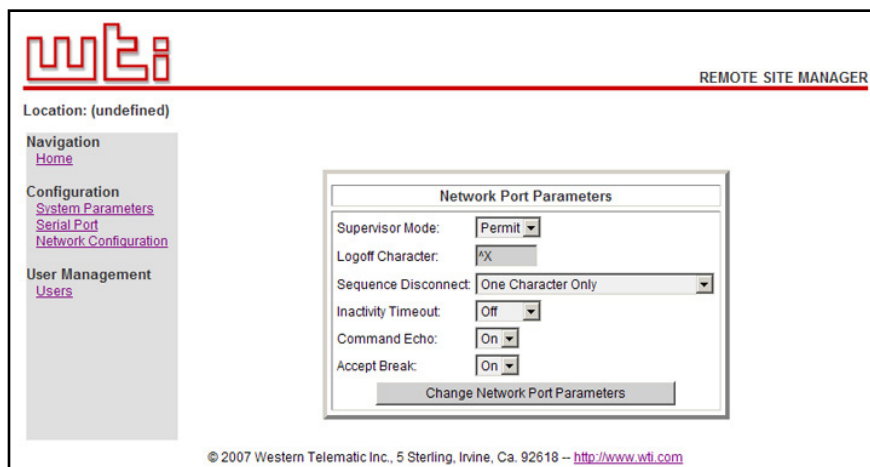 wti
REMOTE SITE MANAGER
Location: (undefined)
Navigation
Home
Configuration
System Parameters
Serial Port
Network Configuration
User Management
Users
Network Port Parameters
Supervisor Mode: Permit
Logoff Character: ^X
Sequence Disconnect: One Character Only
Inactivity Timeout: Off
Command Echo: On
Accept Break: On
Change Network Port Parameters
© 2007 Western Telematic Inc., 5 Sterling, Irvine, Ca. 92618 -- http://www.wti.com